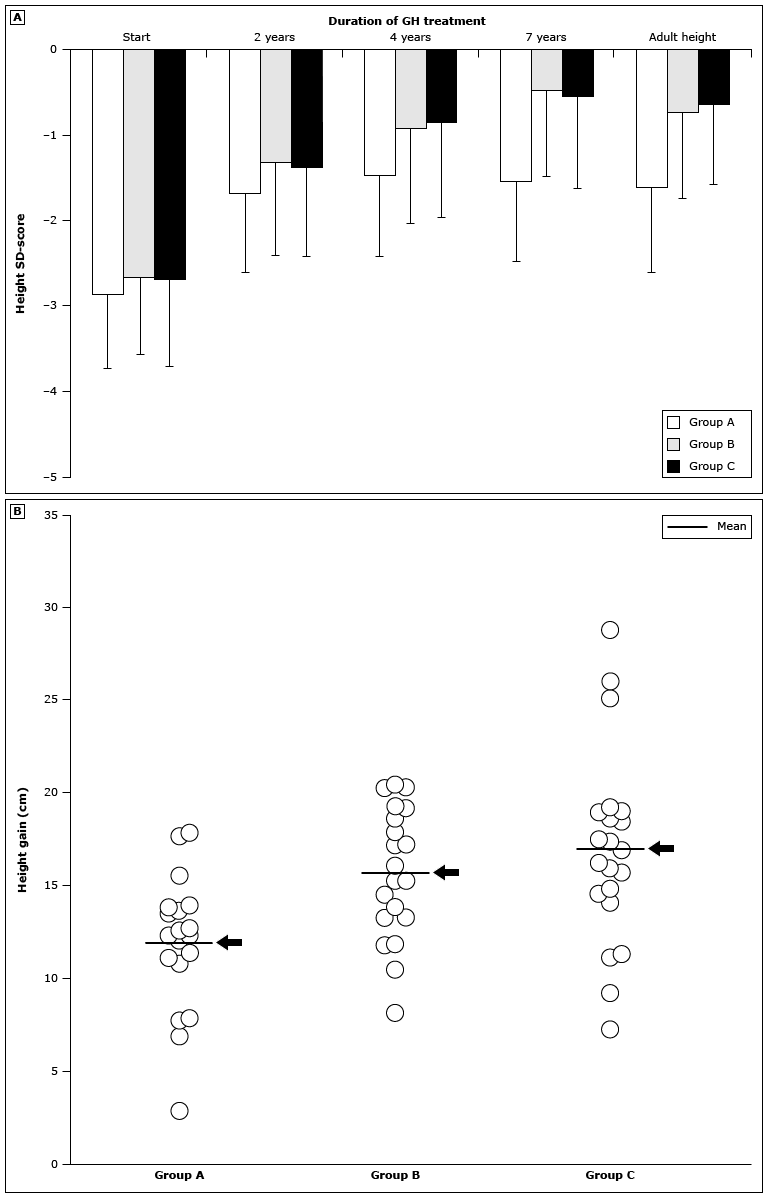 A
Duration of GH treatment
Start 2 years 4 years 7 years Adult height
0
–1
–2
–3
–4
–5
Height SD-score
Group A
Group B
Group C
B
35
30
25
20
15
10
5
0
Height gain (cm)
Mean
Group A Group B Group C